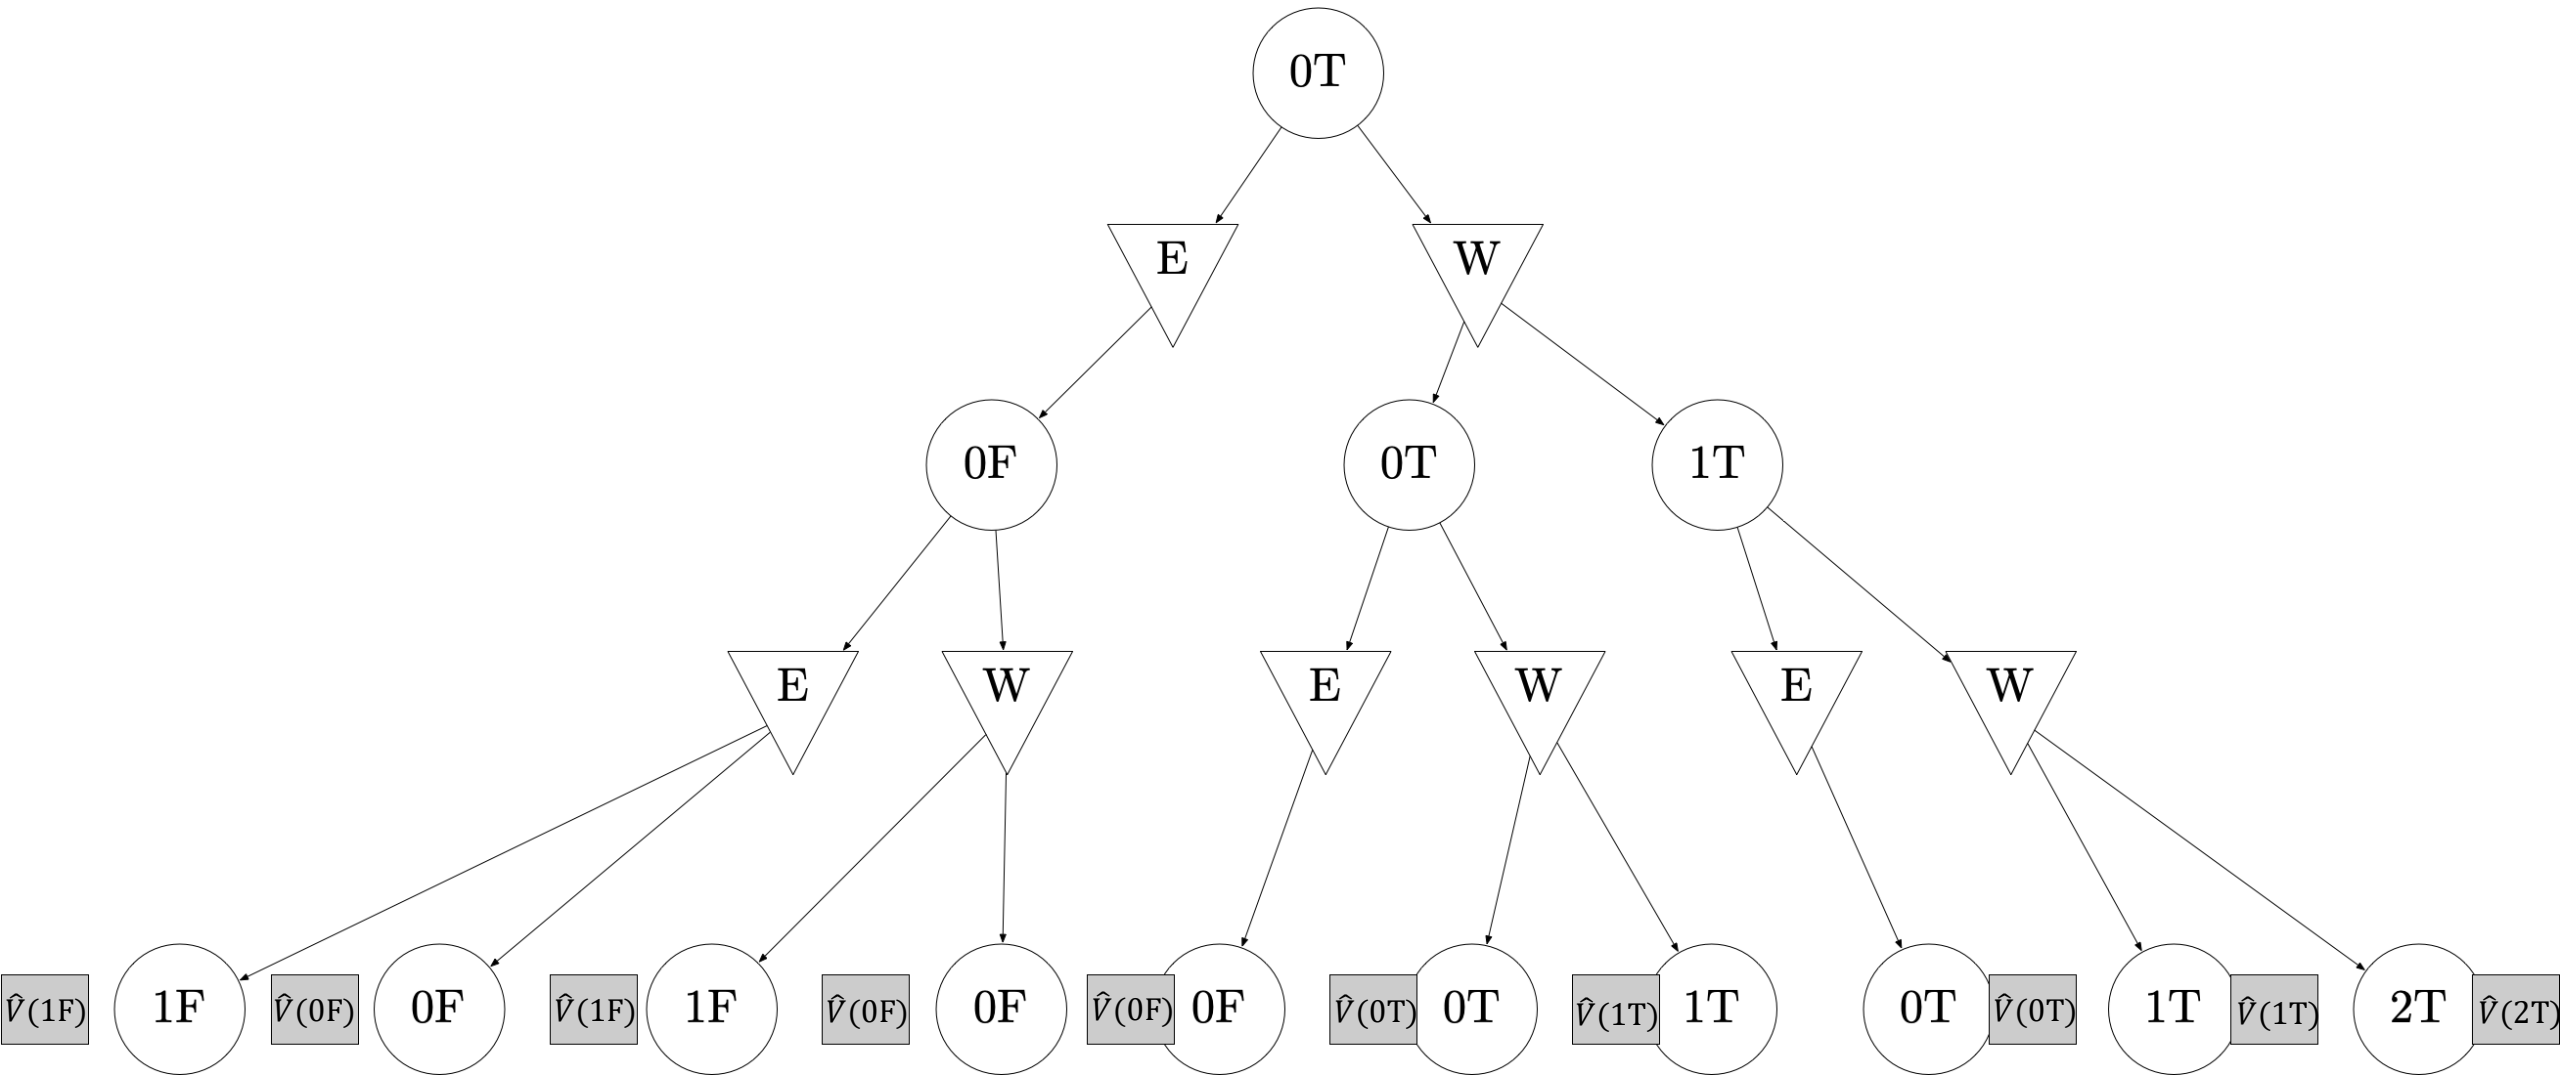 0T
E W
0F 0T 1T
E W E W E W
V̂(1F) 1F V̂(0F) 0F V̂(1F) 1F V̂(0F) 0F V̂(0F) 0F V̂(0T) 0T V̂(1T) 1T 0T V̂(0T) 1T V̂(1T) 2T V̂(2T)